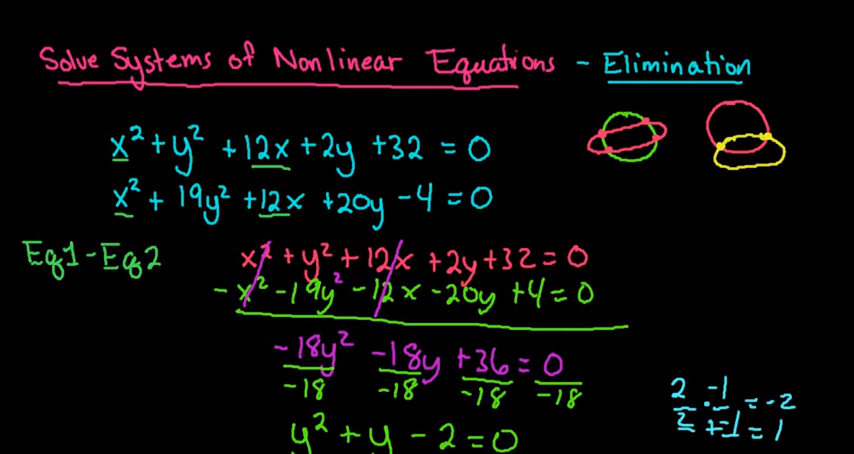 Solve Systems of Nonlinear Equations - Elimination
x² + y² + 12x + 2y + 32 = 0
x² + 19y² + 12x + 20y - 4 = 0
Eq1 - Eq2
x² + y² + 12x + 2y + 32 = 0
- x² - 19y² - 12x - 20y + 4 = 0
-18y² -18y +36 = 0
-18 -18 -18 -18
y² + y - 2 = 0
2 · -1 = -2
2 + -1 = 1